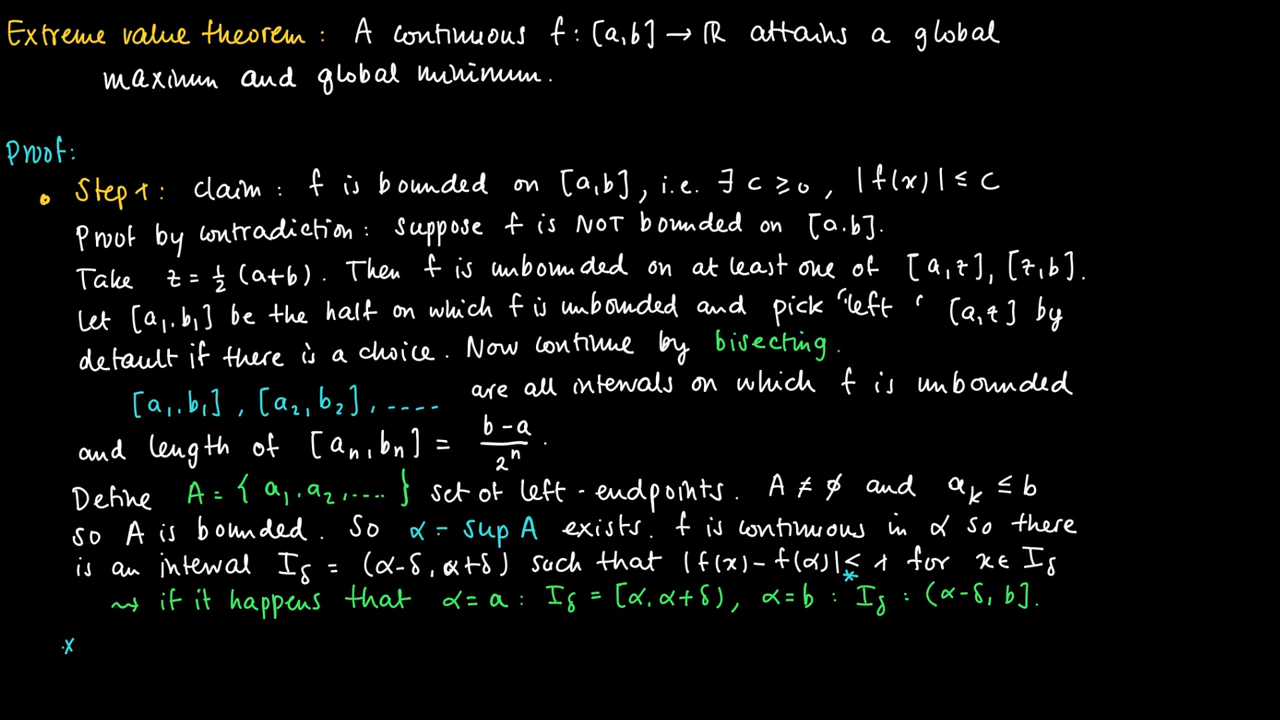 Extreme value theorem : A continuous f : [a,b] → ℝ attains a global
maximum and global minimum.
Proof:
• Step 1 : claim : f is bounded on [a,b], i.e. ∃ c ≥ 0, |f(x)| ≤ c
Proof by contradiction : suppose f is NOT bounded on [a.b].
Take z = ½ (a+b). Then f is unbounded on at least one of [a,z], [z,b].
Let [a₁.b₁] be the half on which f is unbounded and pick "left" [a,z] by
default if there is a choice. Now continue by bisecting.
[a₁.b₁], [a₂,b₂], .... are all intervals on which f is unbounded
and length of [aₙ,bₙ] = (b-a)/2ⁿ.
Define A = { a₁.a₂,.... } set of left-endpoints. A ≠ ∅ and aₖ ≤ b
so A is bounded. So α = sup A exists. f is continuous in α so there
is an interval I_δ = (α-δ, α+δ) such that |f(x) - f(α)| < 1 for x ∈ I_δ
*
⇝ if it happens that α = a : I_δ = [α, α+δ), α = b : I_δ : (α-δ, b].
*